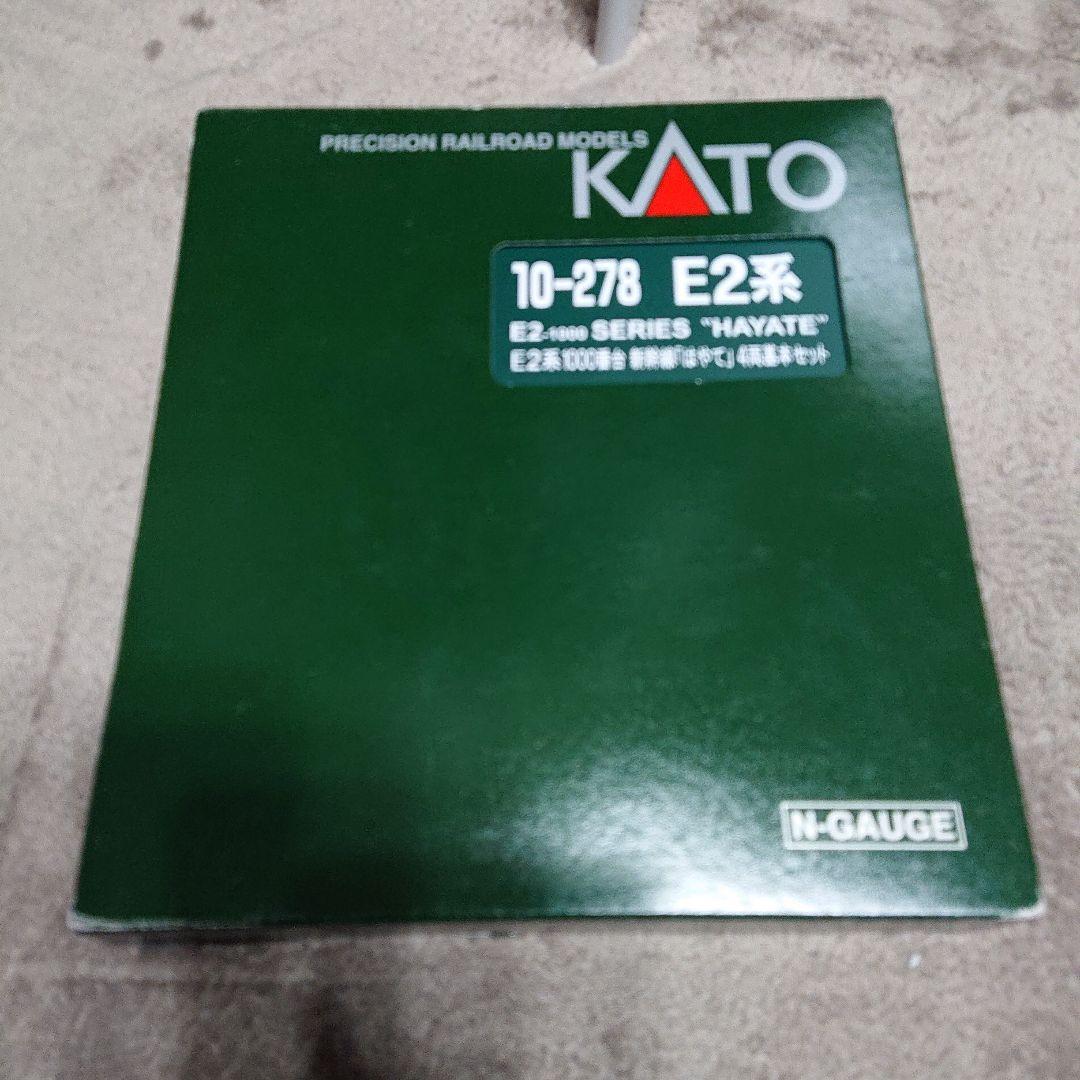 PRECISION RAILROAD MODELS
KATO
10-278 E2系
E2-1000 SERIES "HAYATE"
E2系1000番台 新幹線「はやて」4両基本セット
N-GAUGE